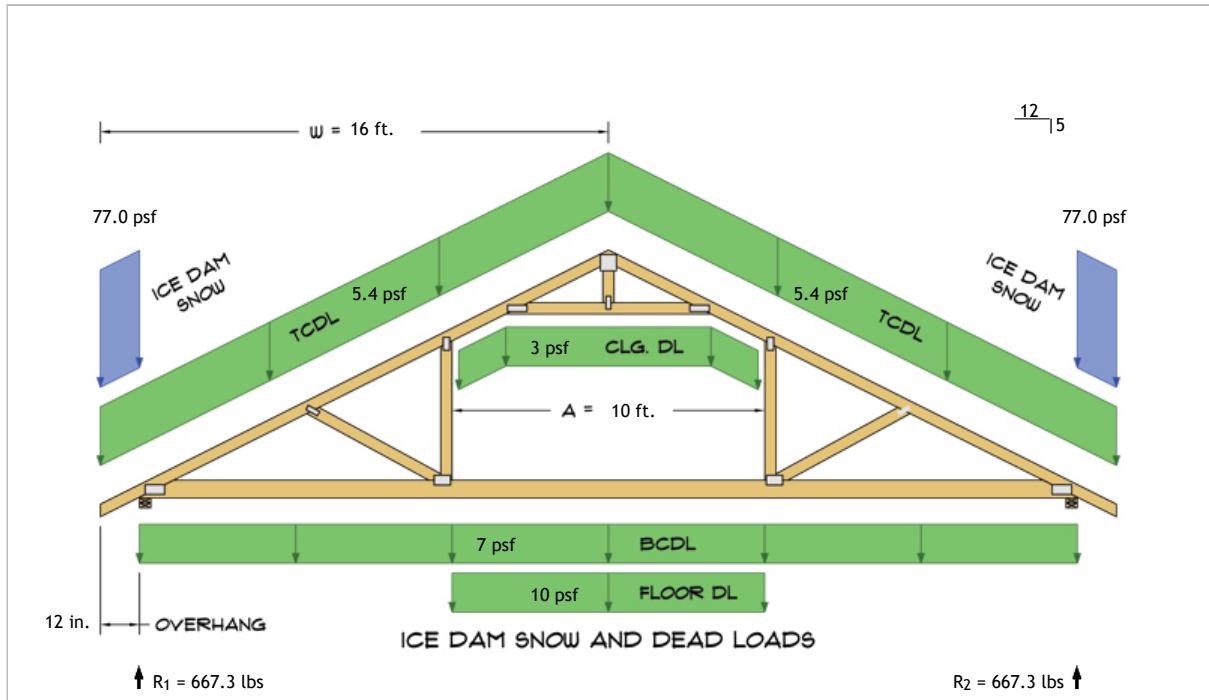 12
5
W = 16 ft.
77.0 psf
77.0 psf
ICE DAM
SNOW
ICE DAM
SNOW
5.4 psf
5.4 psf
TCDL
TCDL
3 psf CLG. DL
A = 10 ft.
7 psf BCDL
10 psf FLOOR DL
12 in.
OVERHANG
ICE DAM SNOW AND DEAD LOADS
R₁ = 667.3 lbs
R₂ = 667.3 lbs